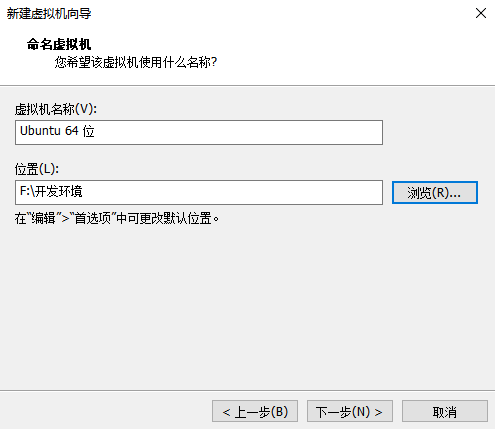 新建虚拟机向导
命名虚拟机
您希望该虚拟机使用什么名称?
虚拟机名称(V):
Ubuntu 64 位
位置(L):
F:\开发环境
浏览(R)...
在“编辑”>“首选项”中可更改默认位置。
< 上一步(B)
下一步(N) >
取消